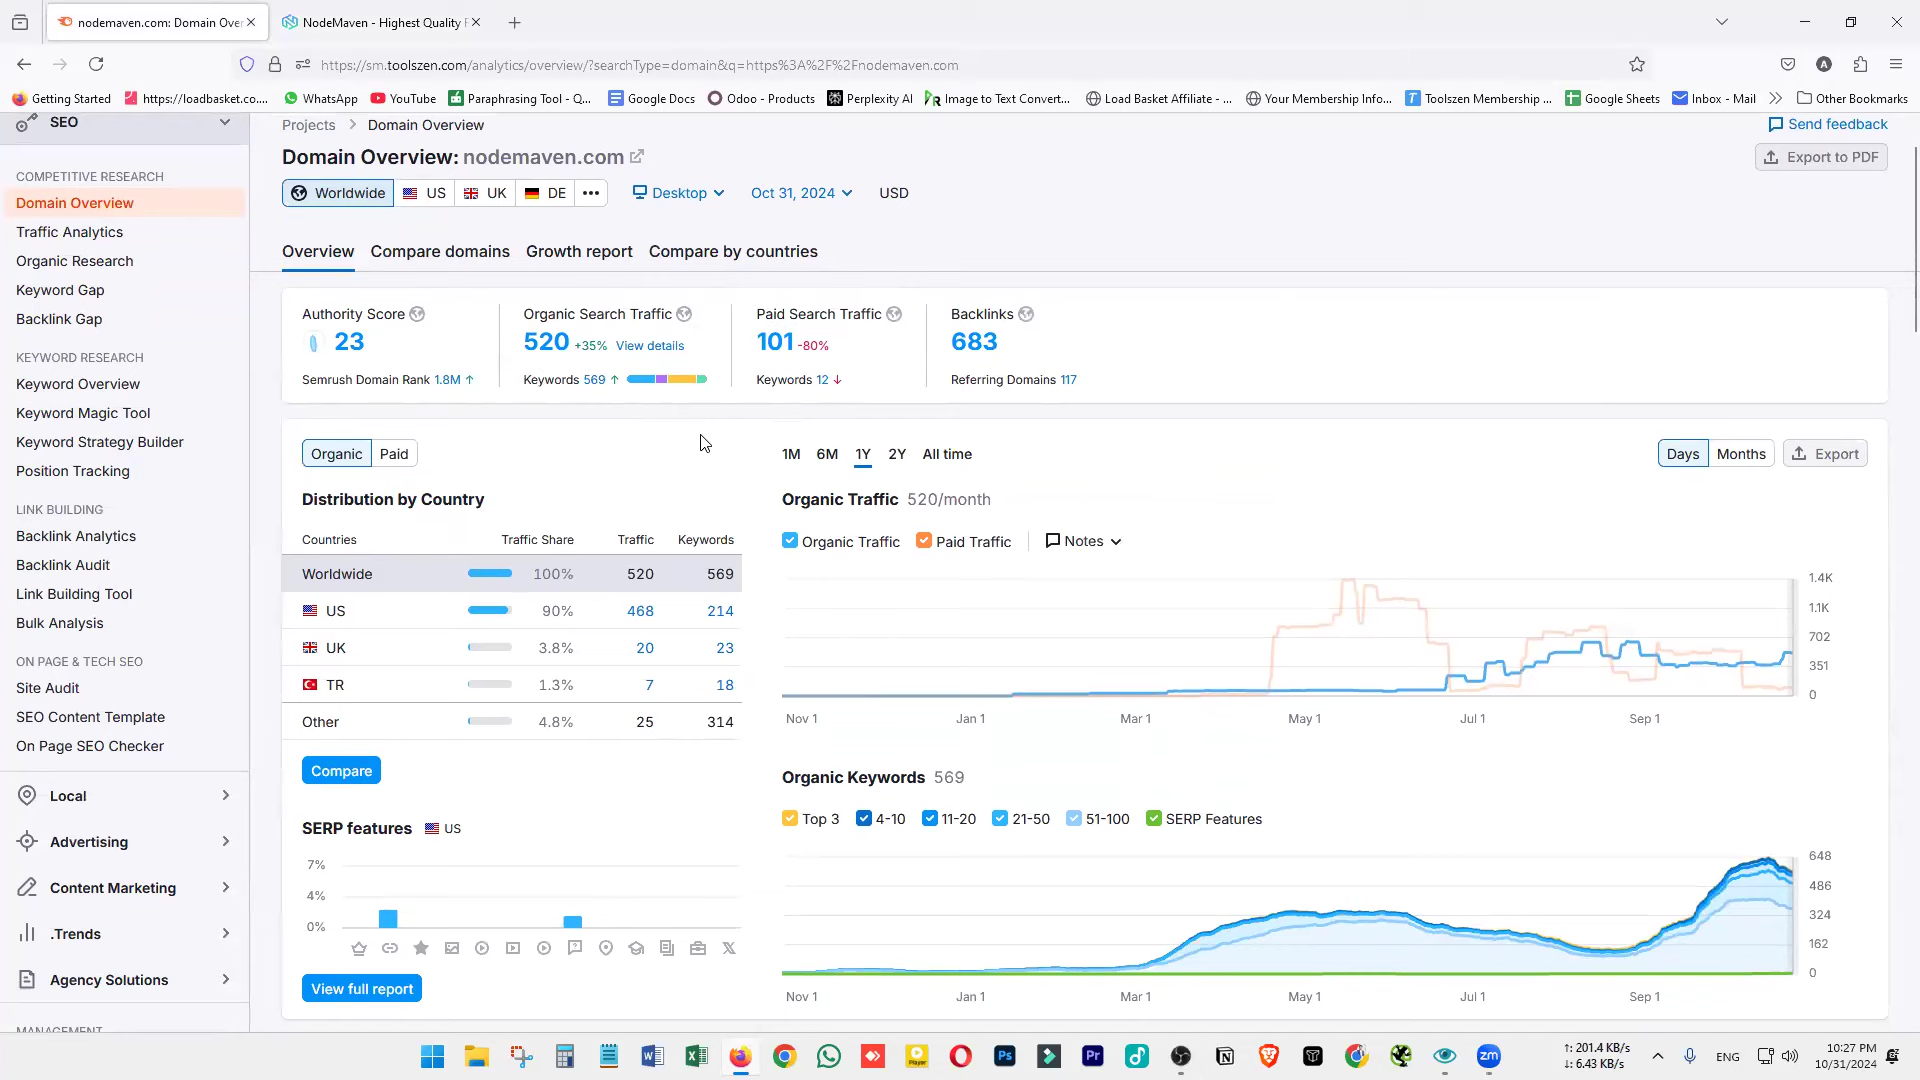 nodemaven.com: Domain Over
NodeMaven - Highest Quality
https://sm.toolszen.com/analytics/overview/?searchType=domain&q=https%3A%2F%2Fnodemaven.com
Getting Started
https://loadbasket.co....
WhatsApp
YouTube
Paraphrasing Tool - Q...
Google Docs
Odoo - Products
Perplexity AI
Image to Text Convert...
Load Basket Affiliate - ...
Your Membership Info...
Toolszen Membership ...
Google Sheets
Inbox - Mail
Other Bookmarks
SEO
COMPETITIVE RESEARCH
Domain Overview
Traffic Analytics
Organic Research
Keyword Gap
Backlink Gap
KEYWORD RESEARCH
Keyword Overview
Keyword Magic Tool
Keyword Strategy Builder
Position Tracking
LINK BUILDING
Backlink Analytics
Backlink Audit
Link Building Tool
Bulk Analysis
ON PAGE & TECH SEO
Site Audit
SEO Content Template
On Page SEO Checker
Local
Advertising
Content Marketing
.Trends
Agency Solutions
MANAGEMENT
Projects > Domain Overview
Send feedback
Domain Overview: nodemaven.com
Export to PDF
Worldwide US UK DE ••• Desktop Oct 31, 2024 USD
Overview Compare domains Growth report Compare by countries
Authority Score
23
Semrush Domain Rank 1.8M ↑
Organic Search Traffic
520 +35% View details
Keywords 569 ↑
Paid Search Traffic
101 -80%
Keywords 12 ↓
Backlinks
683
Referring Domains 117
Organic Paid
Distribution by Country
Countries Traffic Share Traffic Keywords
Worldwide 100% 520 569
US 90% 468 214
UK 3.8% 20 23
TR 1.3% 7 18
Other 4.8% 25 314
Compare
SERP features US
7%
4%
0%
View full report
1M 6M 1Y 2Y All time
Days Months Export
Organic Traffic 520/month
Organic Traffic Paid Traffic Notes
1.4K
1.1K
702
351
0
Nov 1 Jan 1 Mar 1 May 1 Jul 1 Sep 1
Organic Keywords 569
Top 3 4-10 11-20 21-50 51-100 SERP Features
648
486
324
162
0
Nov 1 Jan 1 Mar 1 May 1 Jul 1 Sep 1
↑: 201.4 KB/s
↓: 6.43 KB/s
ENG
10:27 PM
10/31/2024